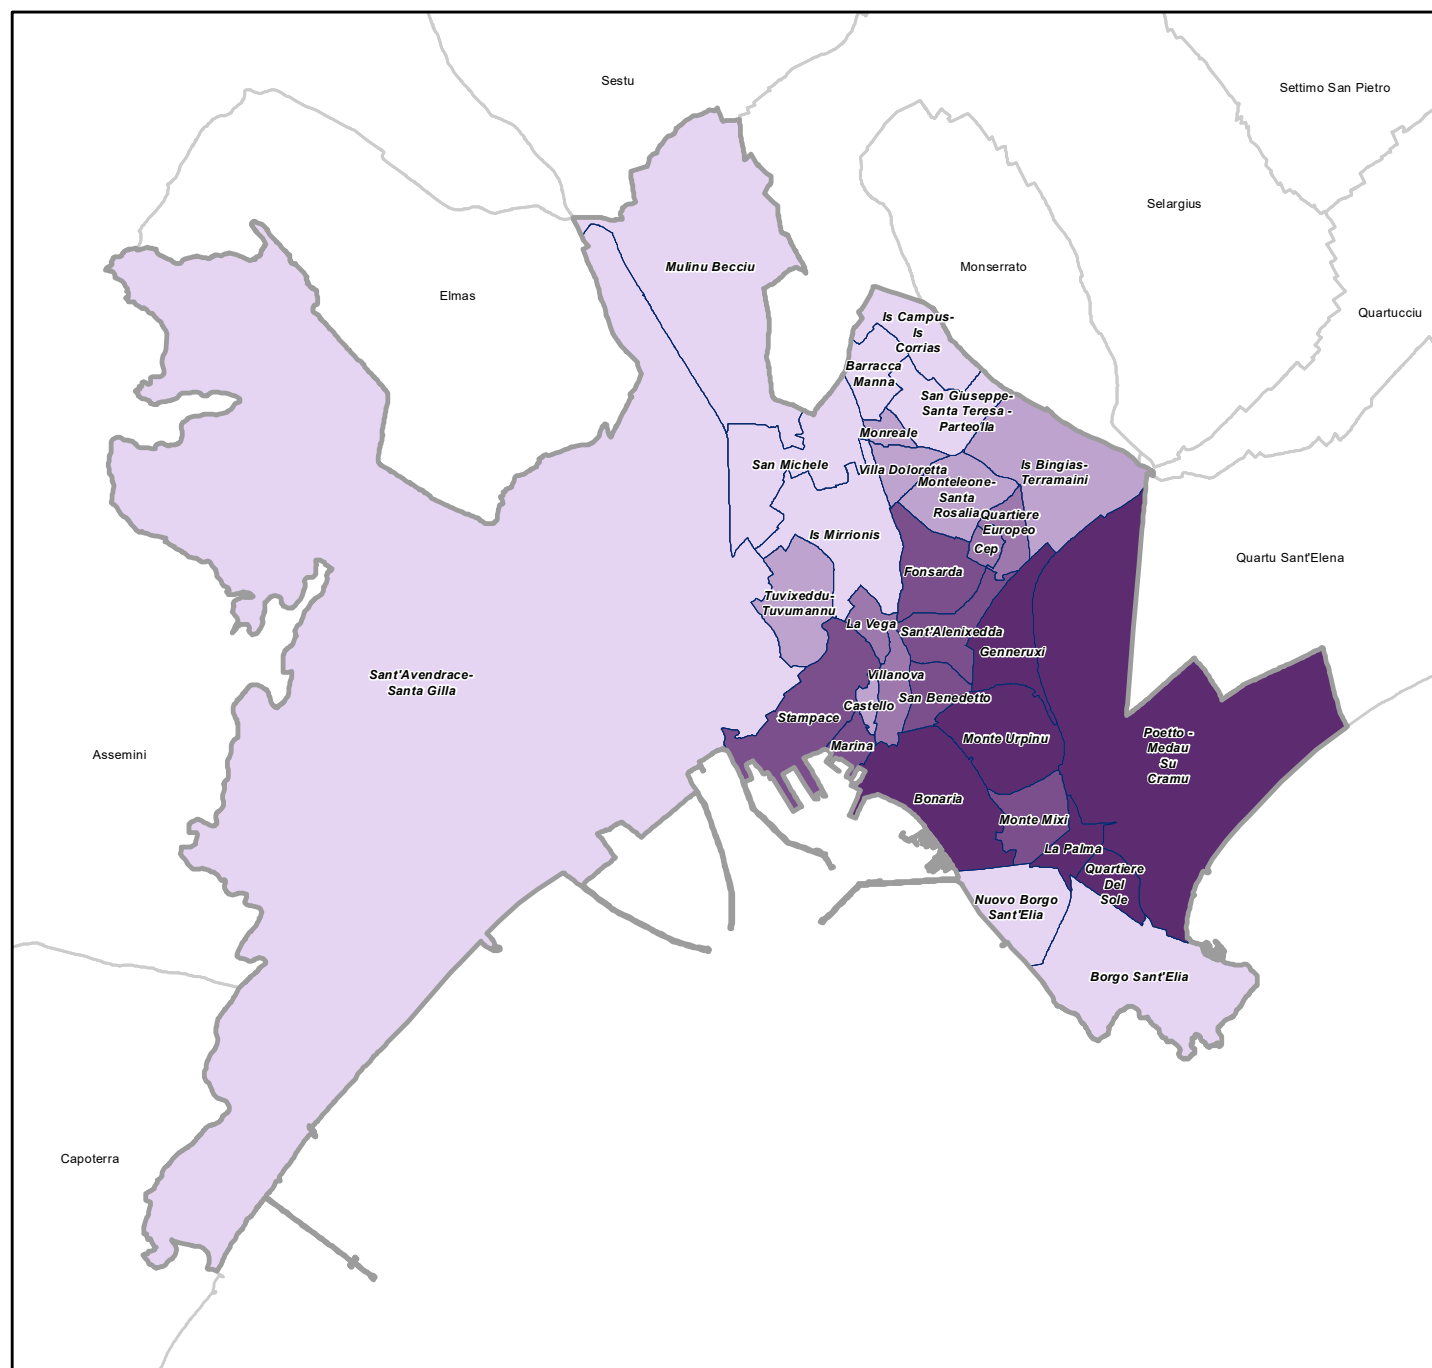 Sestu
Settimo San Pietro
Selargius
Mulinu Becciu
Monserrato
Elmas
Quartucciu
Is Campus-
Is
Corrias
Barracca
Manna
San Giuseppe-
Santa Teresa -
Parteolla
Monreale
San Michele
Villa Doloretta
Is Bingias-
Terramaini
Monteleone-
Santa
Rosalia
Quartiere
Europeo
Is Mirrionis
Cep
Quartu Sant'Elena
Fonsarda
Tuvixeddu-
Tuvumannu
La Vega
Sant'Alenixedda
Genneruxi
Sant'Avendrace-
Santa Gilla
Villanova
San Benedetto
Castello
Stampace
Marina
Monte Urpinu
Poetto -
Medau
Su
Cramu
Assemini
Bonaria
Monte Mixi
La Palma
Quartiere
Del
Sole
Nuovo Borgo
Sant'Elia
Borgo Sant'Elia
Capoterra